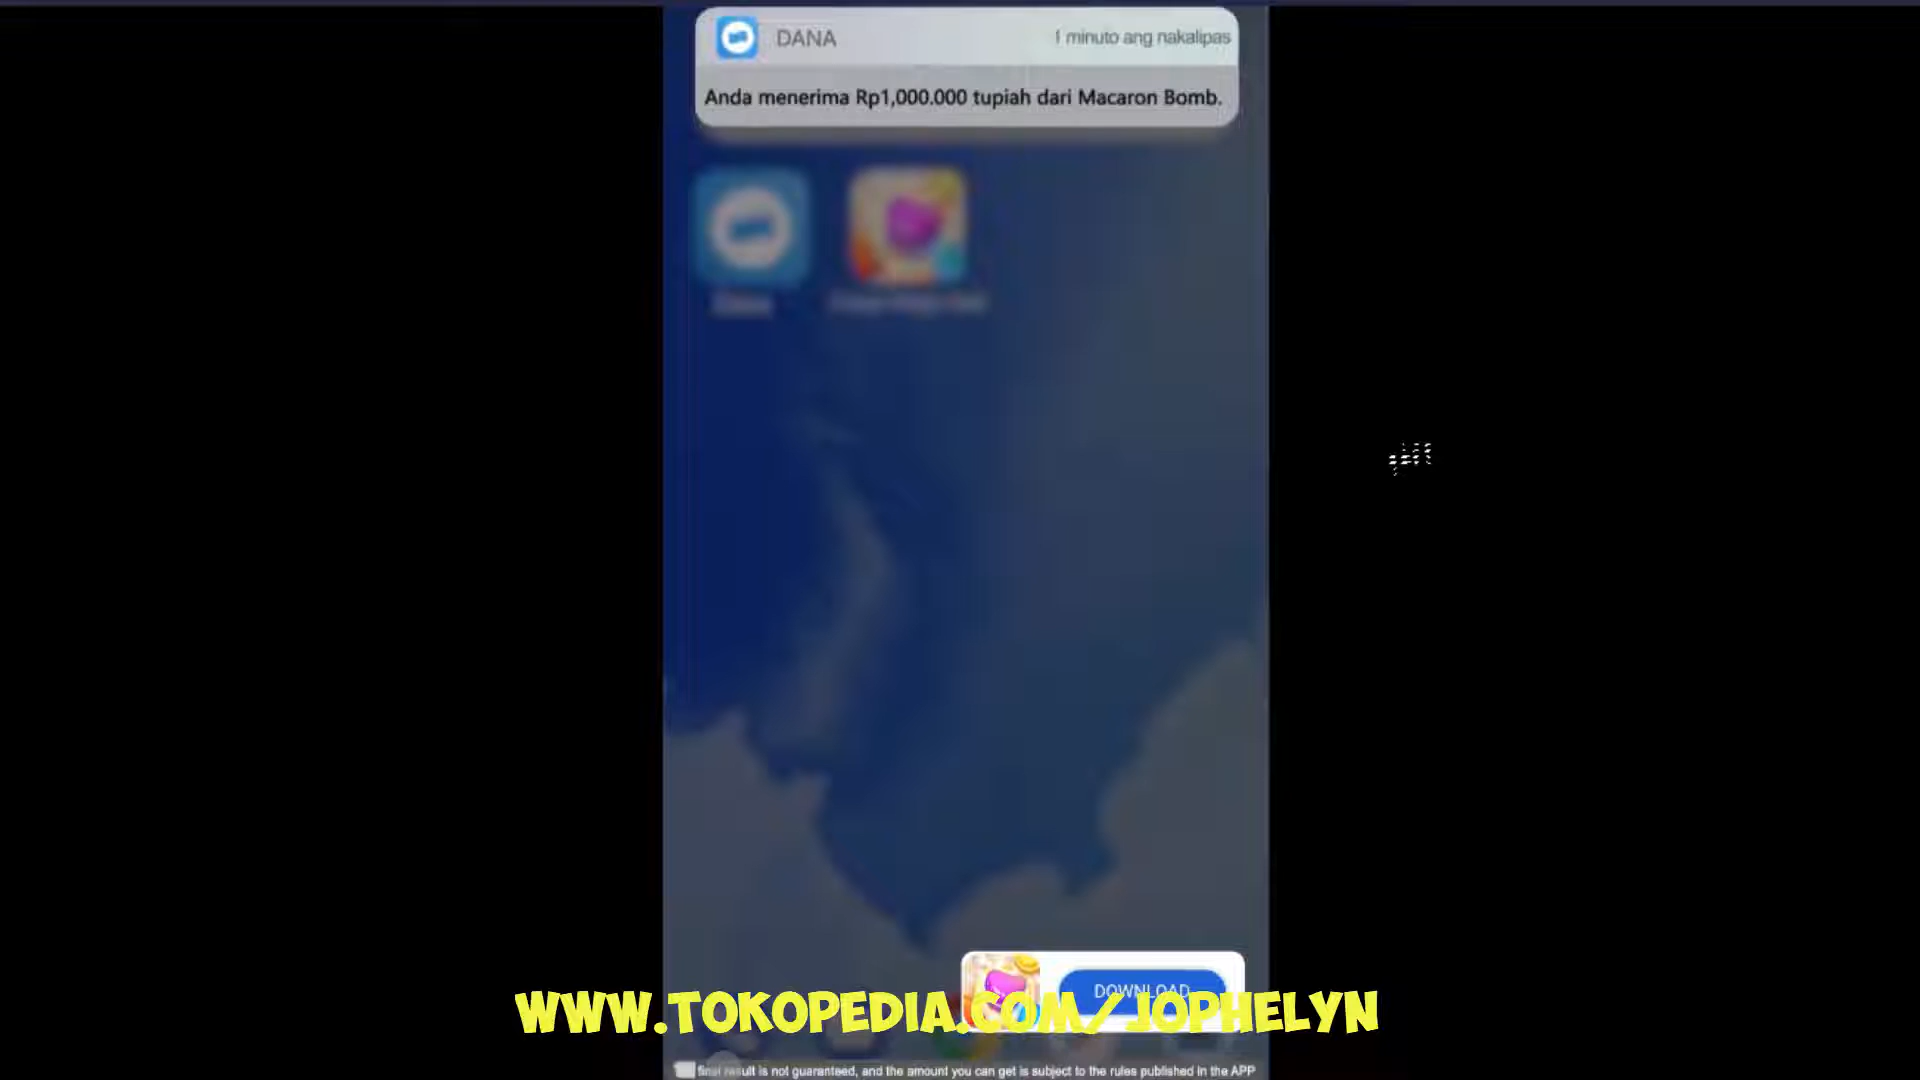 DANA
1 minuto ang nakalipas
Anda menerima Rp1,000.000 tupiah dari Macaron Bomb.
DOWNLOAD
WWW.TOKOPEDIA.COM/JOPHELYN
final result is not guaranteed, and the amount you can get is subject to the rules published in the APP